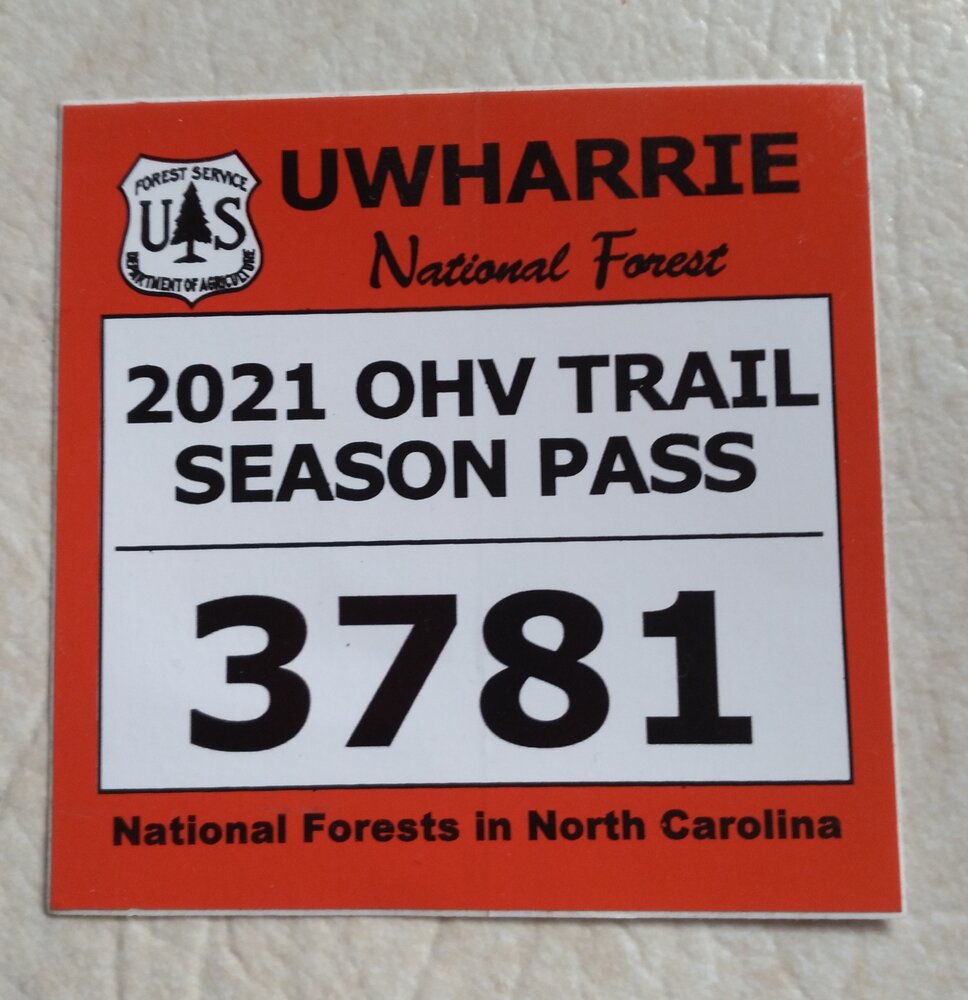 FOREST SERVICE
U S
DEPARTMENT OF AGRICULTURE
UWHARRIE
National Forest
2021 OHV TRAIL
SEASON PASS
3781
National Forests in North Carolina